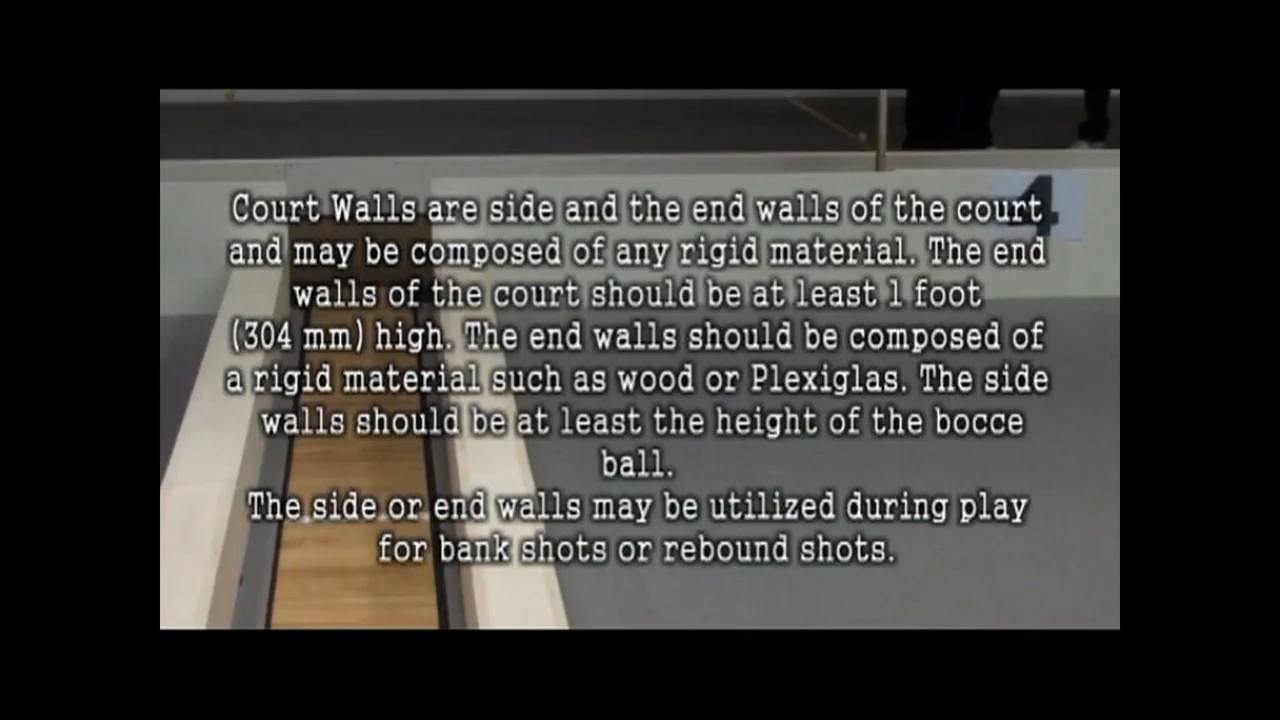 Court Walls are side and the end walls of the court
and may be composed of any rigid material. The end
walls of the court should be at least 1 foot
(304 mm) high. The end walls should be composed of
a rigid material such as wood or Plexiglas. The side
walls should be at least the height of the bocce
ball.
The side or end walls may be utilized during play
for bank shots or rebound shots.
4